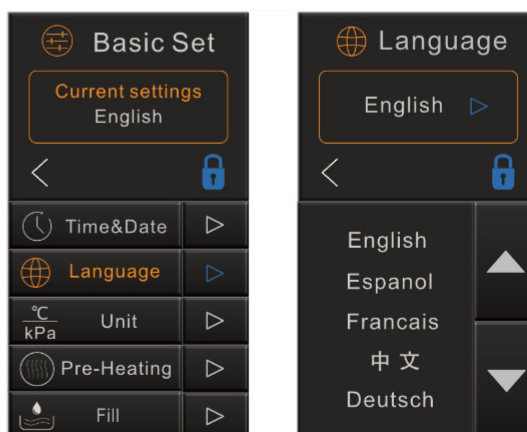 Basic Set
Current settings
English
Time&Date
Language
℃
kPa
Unit
Pre-Heating
Fill
Language
English
English
Espanol
Francais
中文
Deutsch